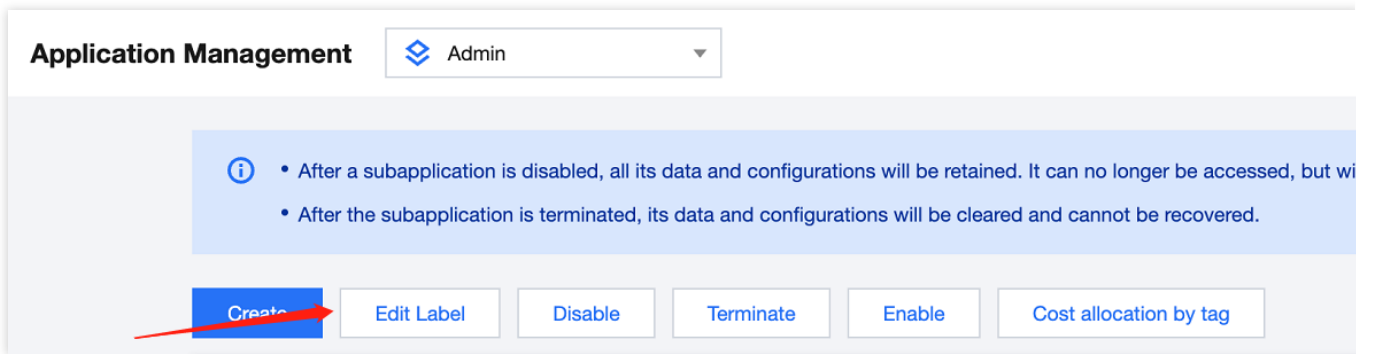 Application Management Admin
• After a subapplication is disabled, all its data and configurations will be retained. It can no longer be accessed, but
• After the subapplication is terminated, its data and configurations will be cleared and cannot be recovered.
Create Edit Label Disable Terminate Enable Cost allocation by tag